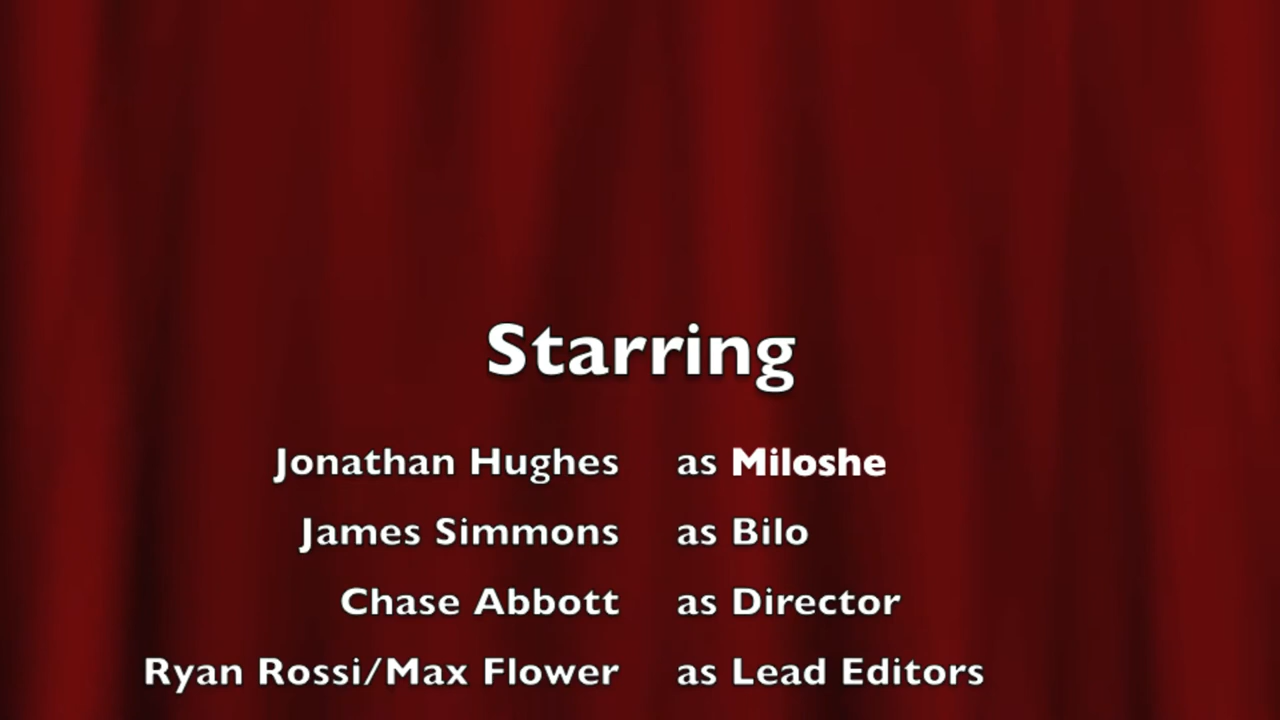 Starring
Jonathan Hughes as Miloshe
James Simmons as Bilo
Chase Abbott as Director
Ryan Rossi/Max Flower as Lead Editors